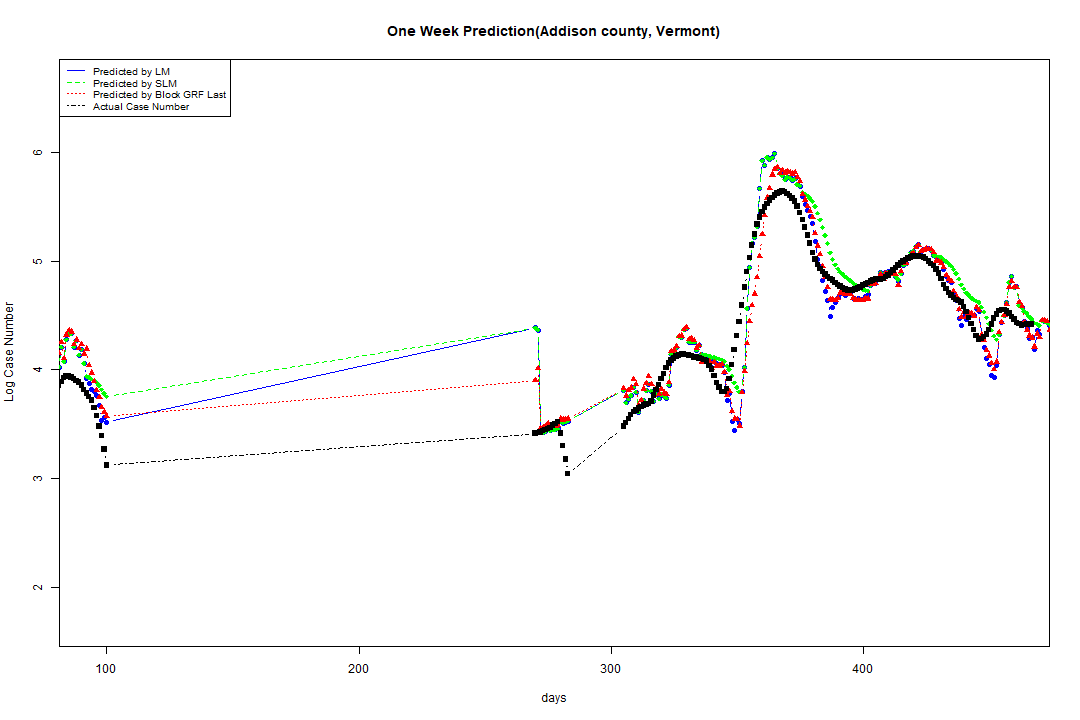 One Week Prediction(Addison county, Vermont)
Predicted by LM
Predicted by SLM
Predicted by Block GRF Last
Actual Case Number
6
5
4
3
2
Log Case Number
100 200 300 400
days